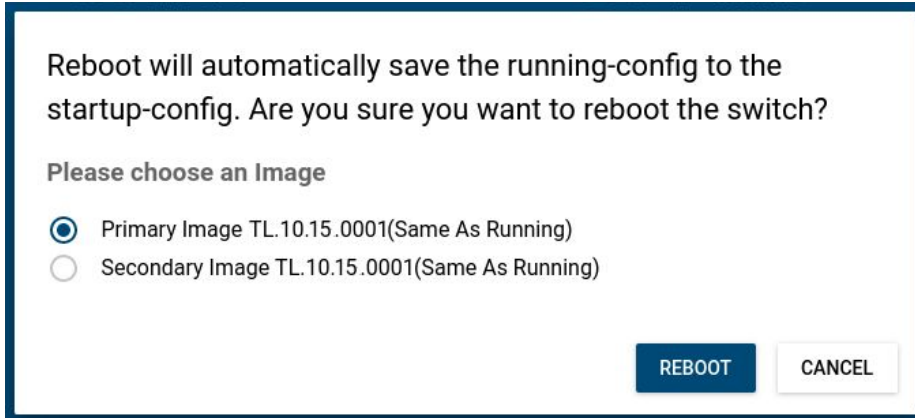 Reboot will automatically save the running-config to the
startup-config. Are you sure you want to reboot the switch?
Please choose an Image
Primary Image TL.10.15.0001(Same As Running)
Secondary Image TL.10.15.0001(Same As Running)
REBOOT CANCEL